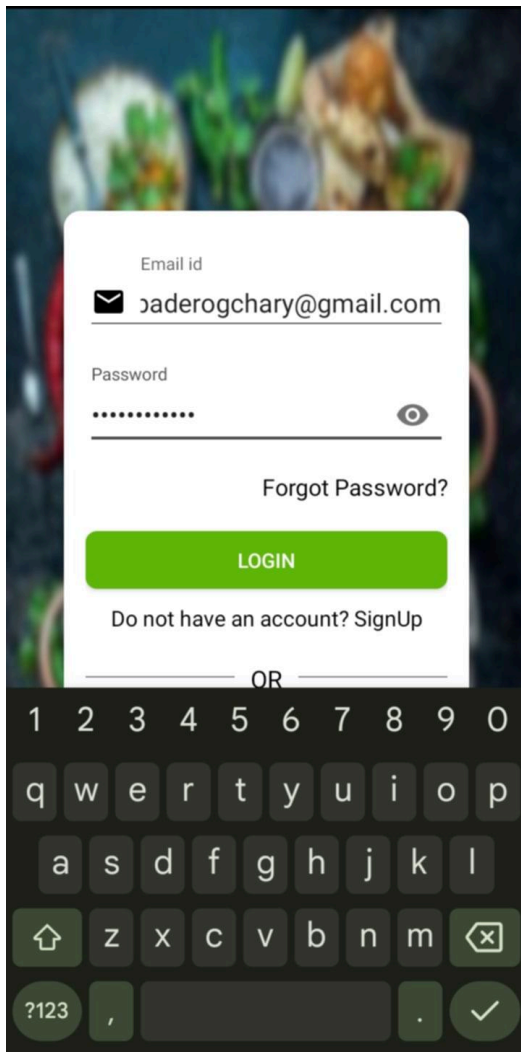 Email id
baderogchary@gmail.com
Password
••••••••••••
Forgot Password?
LOGIN
Do not have an account? SignUp
OR
1 2 3 4 5 6 7 8 9 0
q w e r t y u i o p
a s d f g h j k l
z x c v b n m
?123 , .